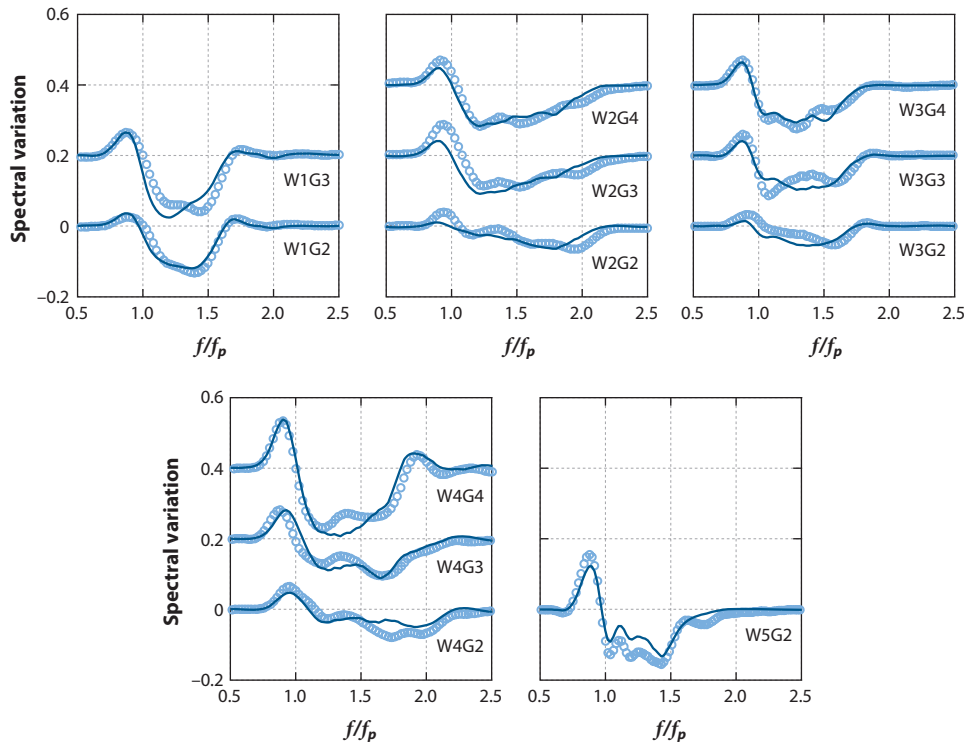 0.6
0.4
0.2
0
−0.2
Spectral variation
W1G3
W1G2
0.5 1.0 1.5 2.0 2.5
f/fp
W2G4
W2G3
W2G2
0.5 1.0 1.5 2.0 2.5
f/fp
W3G4
W3G3
W3G2
0.5 1.0 1.5 2.0 2.5
f/fp
0.6
0.4
0.2
0
−0.2
Spectral variation
W4G4
W4G3
W4G2
0.5 1.0 1.5 2.0 2.5
f/fp
W5G2
0.5 1.0 1.5 2.0 2.5
f/fp